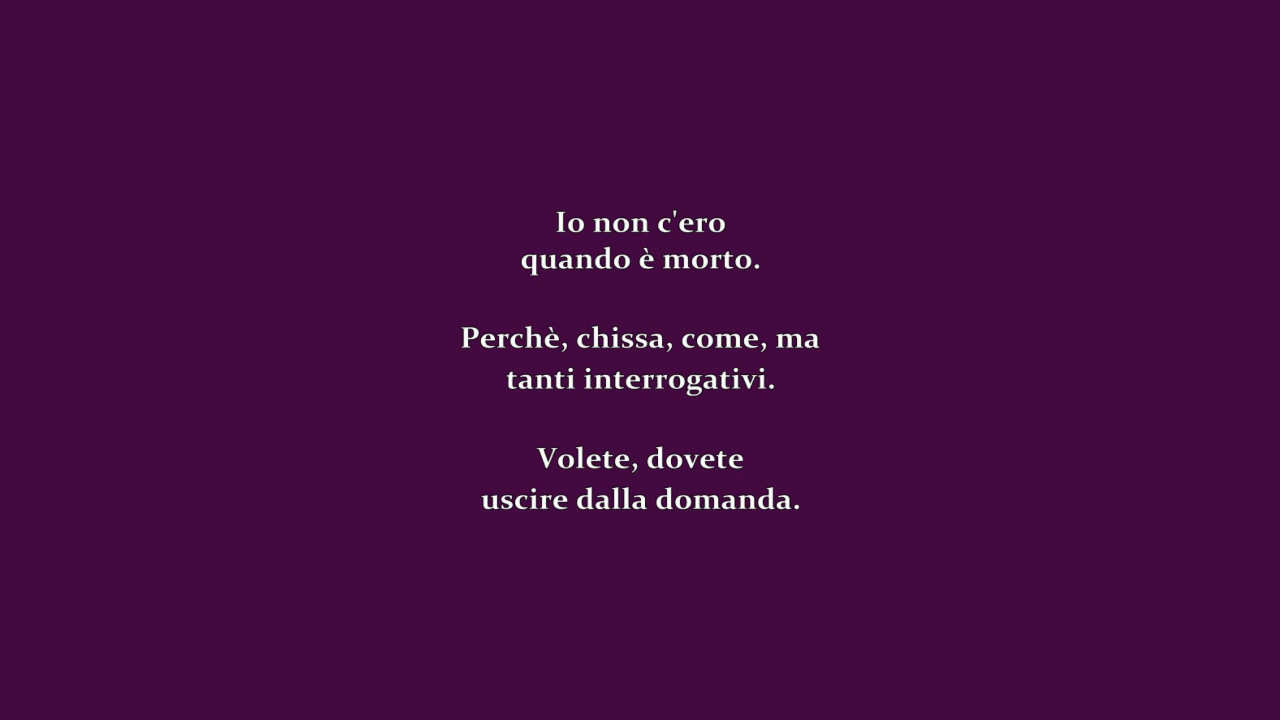 Io non c'ero
quando è morto.
Perchè, chissa, come, ma
tanti interrogativi.
Volete, dovete
uscire dalla domanda.